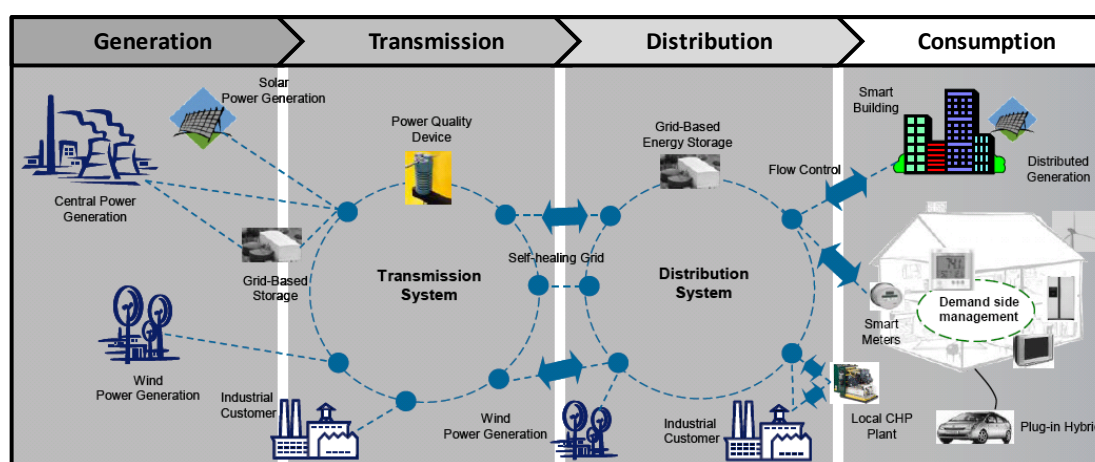 Generation
Transmission
Distribution
Consumption
Solar
Power Generation
Central Power
Generation
Grid-Based
Storage
Wind
Power Generation
Industrial
Customer
Power Quality
Device
Transmission
System
Self-healing Grid
Wind
Power Generation
Grid-Based
Energy Storage
Distribution
System
Flow Control
Industrial
Customer
Smart
Building
Distributed
Generation
Demand side
management
Smart
Meters
Local CHP
Plant
Plug-in Hybrid